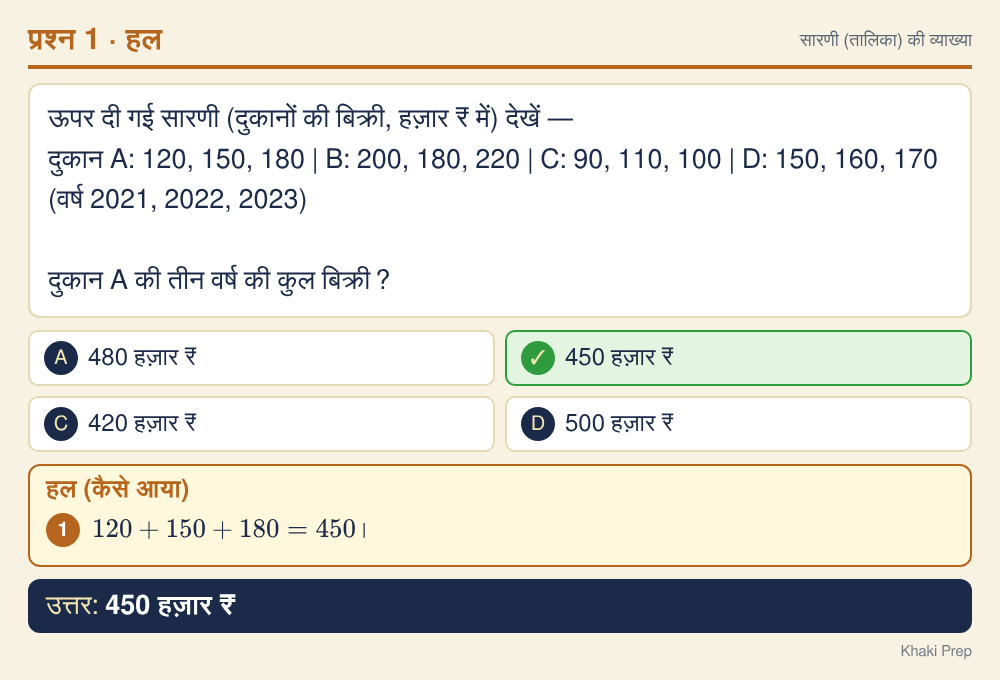 प्रश्न 1 · हल
सारणी (तालिका) की व्याख्या
ऊपर दी गई सारणी (दुकानों की बिक्री, हज़ार ₹ में) देखें —
दुकान A: 120, 150, 180 | B: 200, 180, 220 | C: 90, 110, 100 | D: 150, 160, 170
(वर्ष 2021, 2022, 2023)
दुकान A की तीन वर्ष की कुल बिक्री ?
A 480 हज़ार ₹
✓ 450 हज़ार ₹
C 420 हज़ार ₹
D 500 हज़ार ₹
हल (कैसे आया)
1 120 + 150 + 180 = 450।
उत्तर: 450 हज़ार ₹
Khaki Prep